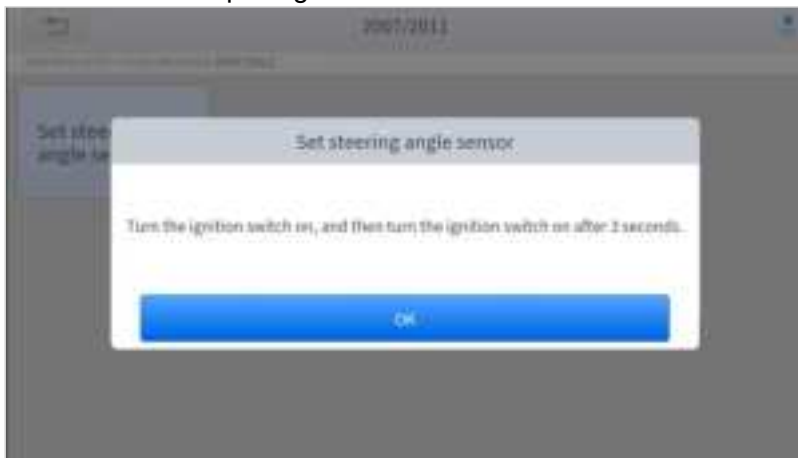 2007/2011
Set stee
angle se
Set steering angle sensor
Turn the ignition switch on, and then turn the ignition switch on after seconds.
OK